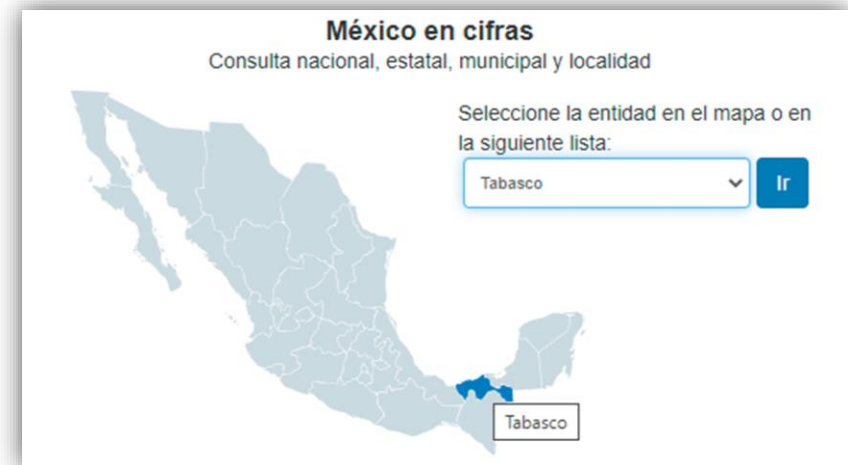 México en cifras
Consulta nacional, estatal, municipal y localidad
Seleccione la entidad en el mapa o en
la siguiente lista:
Tabasco
Ir
Tabasco